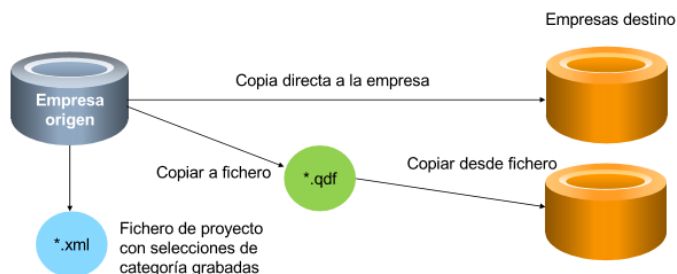 Empresas destino
Copia directa a la empresa
Empresa
origen
Copiar a fichero
*.qdf
Copiar desde fichero
*.xml
Fichero de proyecto
con selecciones de
categoría grabadas